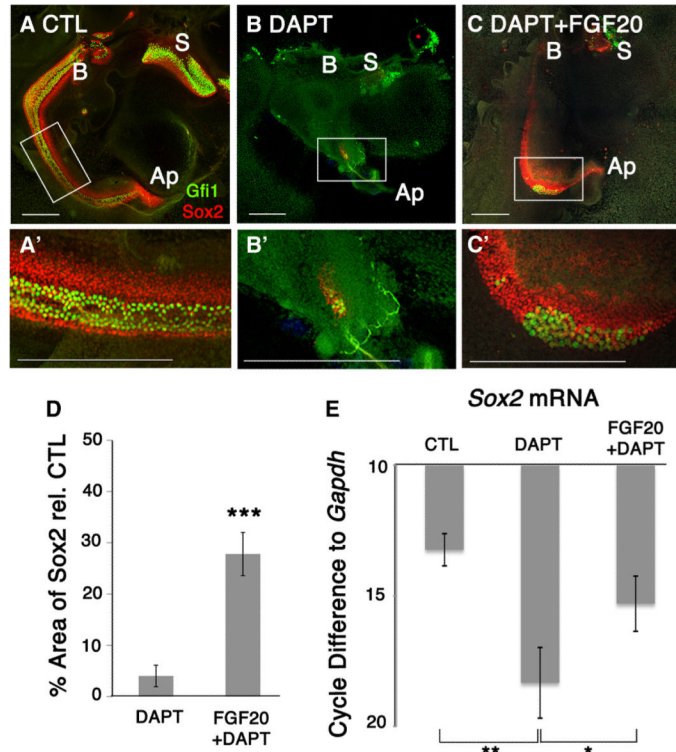 A CTL
S
B
Ap
Gfi1
Sox2
B DAPT
B
S
Ap
C DAPT+FGF20
B
S
Ap
A'
B'
C'
D
% Area of Sox2 rel. CTL
50
40
30
20
10
0
***
DAPT
FGF20
+DAPT
E
Sox2 mRNA
CTL
DAPT
FGF20
+DAPT
Cycle Difference to Gapdh
10
15
20
**
*